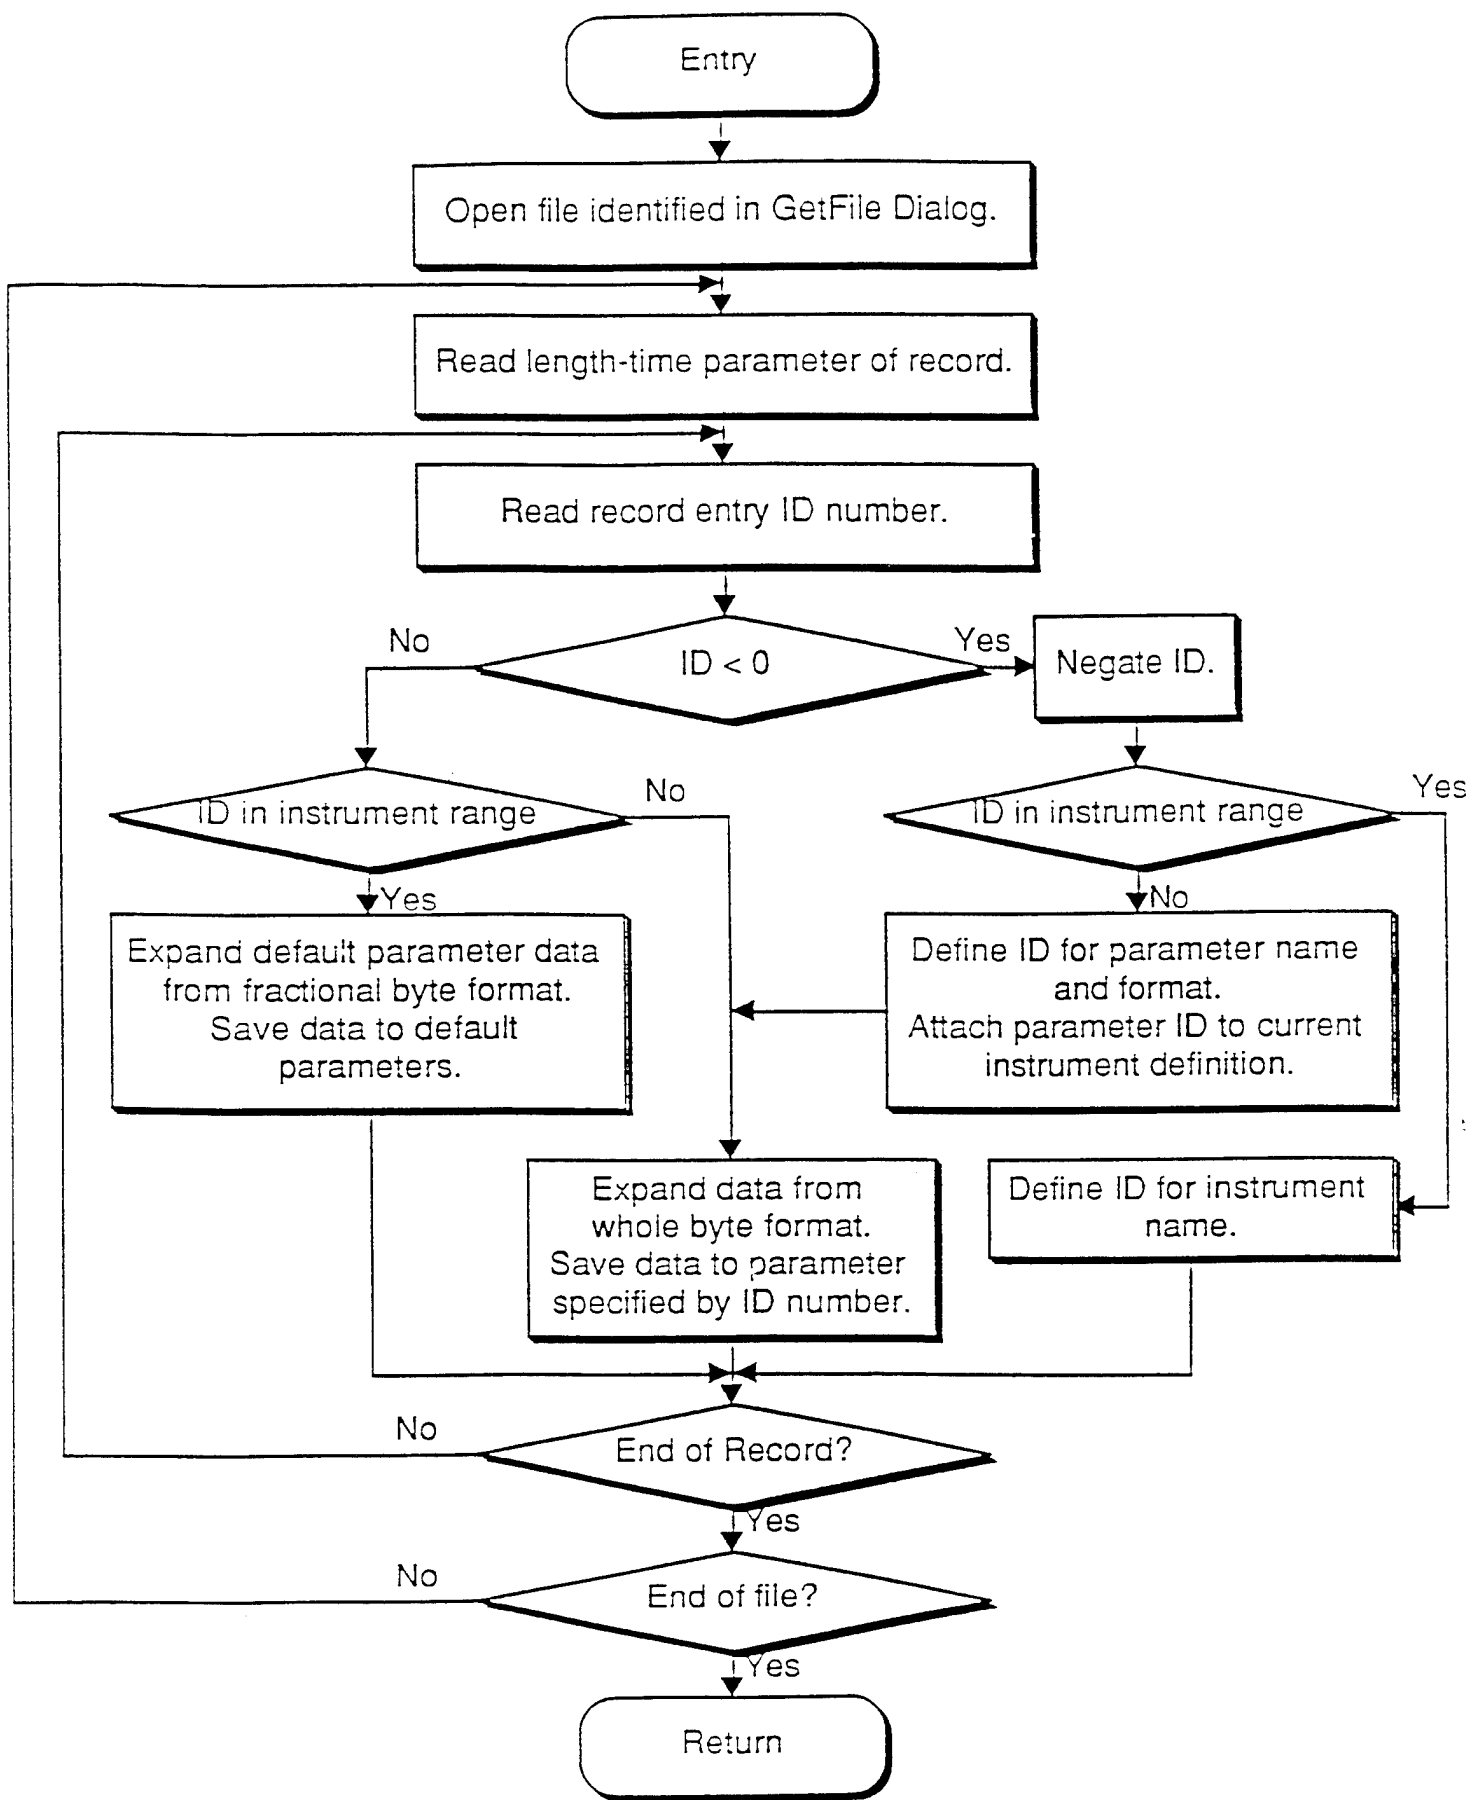 Entry
Open file identified in GetFile Dialog.
Read length-time parameter of record.
Read record entry ID number.
No
ID < 0
Yes
Negate ID.
ID in instrument range
No
ID in instrument range
Yes
Yes
No
Expand default parameter data
from fractional byte format.
Save data to default
parameters.
Define ID for parameter name
and format.
Attach parameter ID to current
instrument definition.
Expand data from
whole byte format.
Save data to parameter
specified by ID number.
Define ID for instrument
name.
No
End of Record?
Yes
No
End of file?
Yes
Return